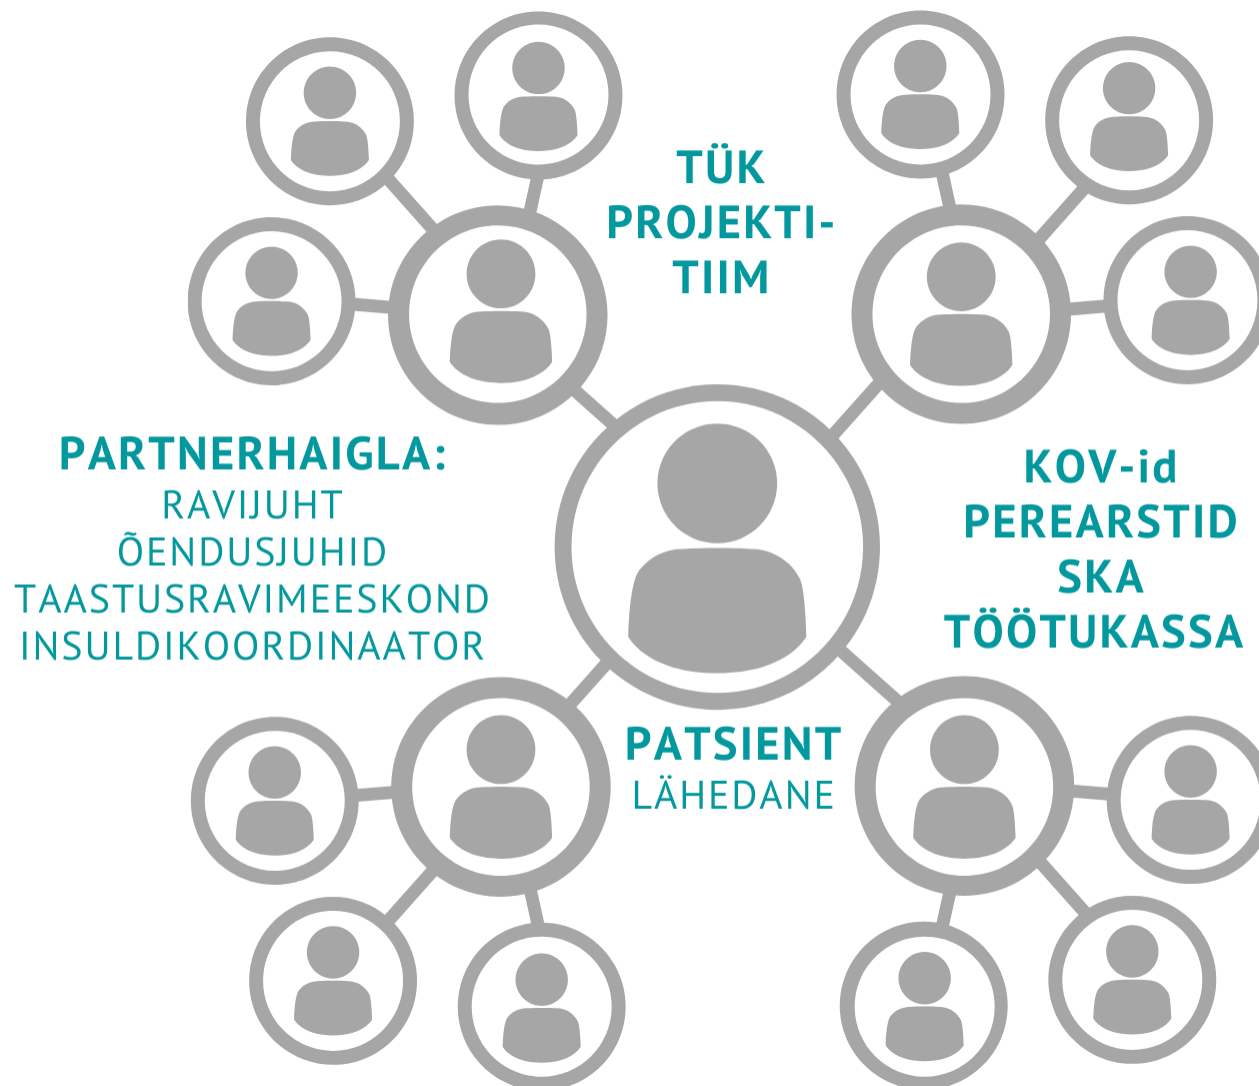 TÜK
PROJEKTI-
TIIM
PARTNERHAIGLA:
RAVIJUHT
ÕENDUSJUHID
TAASTUSRAVIMEESKOND
INSULDIKOORDINAATOR
KOV-id
PEREARSTID
SKA
TÖÖTUKASSA
PATSIENT
LÄHEDANE